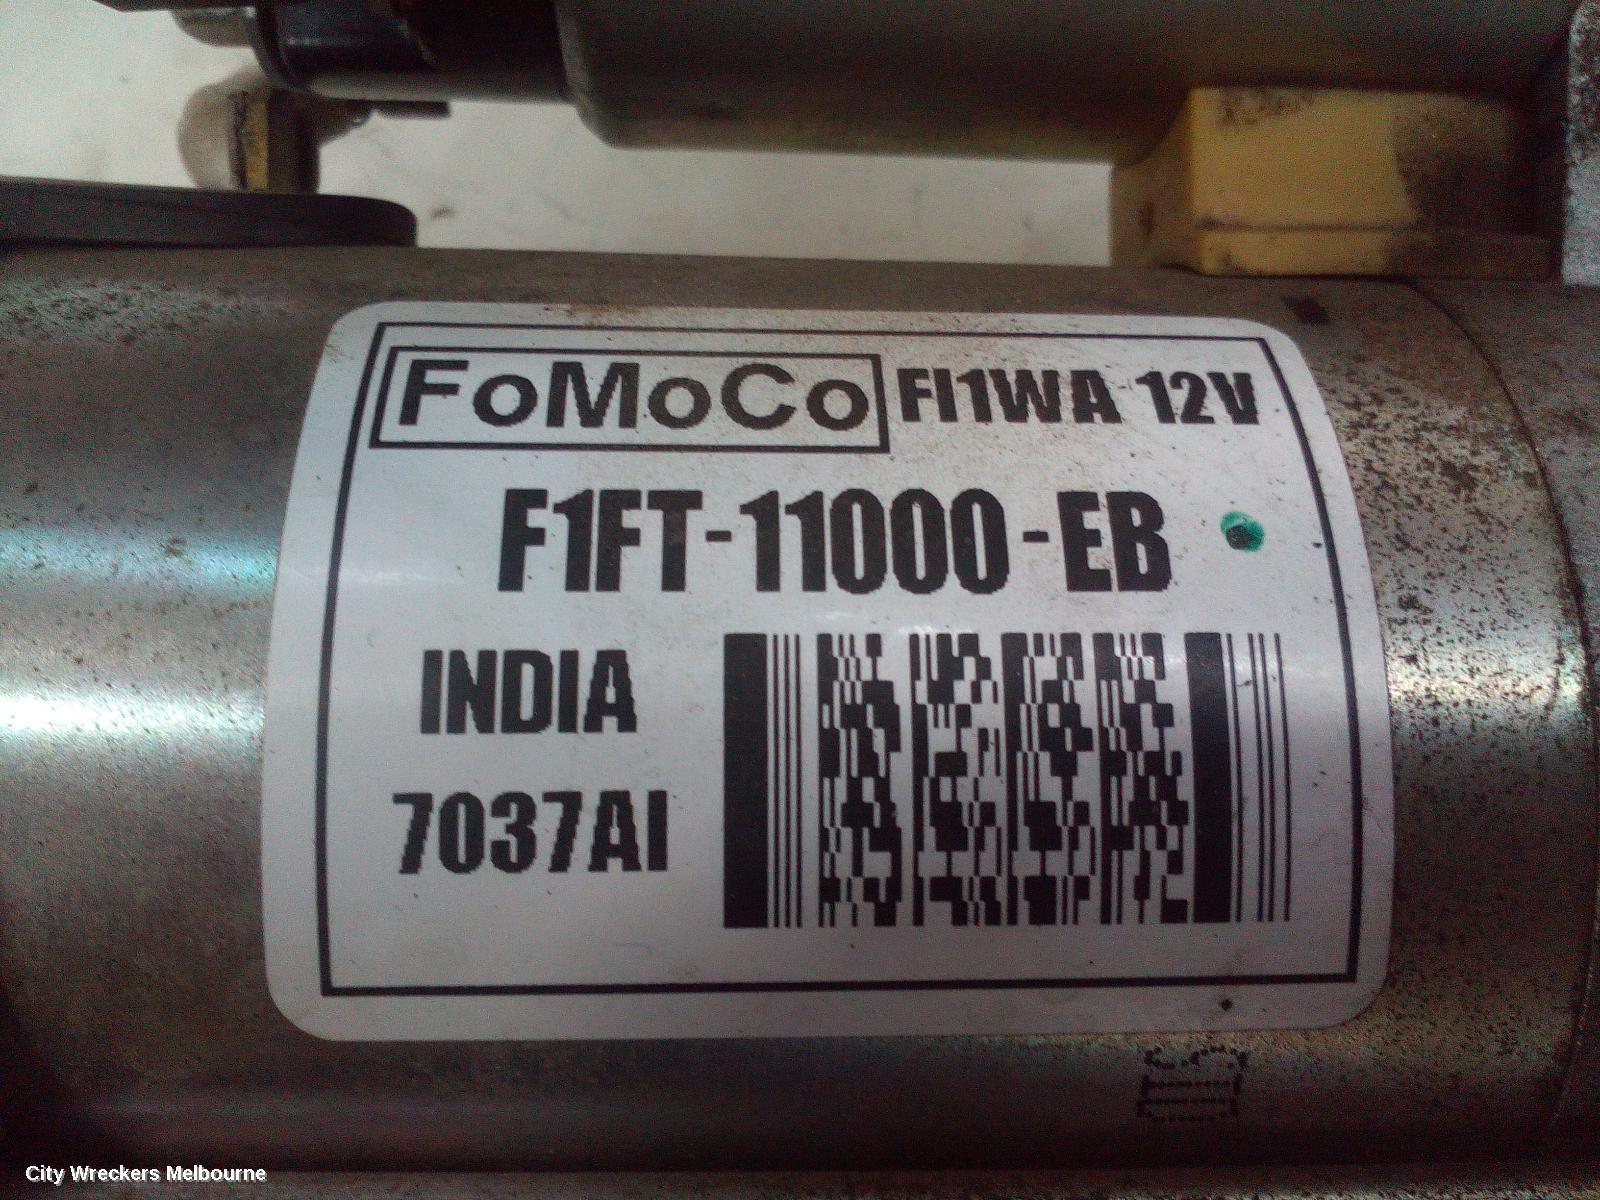 FoMoCo FI1WA 12V
F1FT-11000-EB
INDIA
7037AI
City Wreckers Melbourne